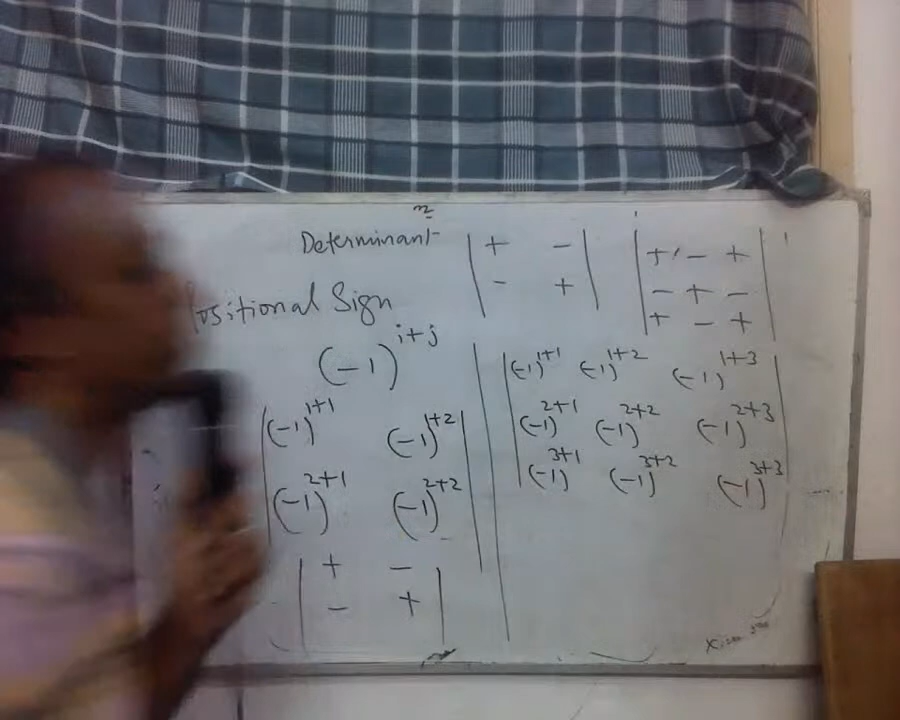 Determinant
| + - |
| - + |
| + - + |
| - + - |
| + - + |
Positional Sign
(-1)^{i+j}
| (-1)^{1+1} (-1)^{1+2} |
| (-1)^{2+1} (-1)^{2+2} |
| + - |
| - + |
| (-1)^{1+1} (-1)^{1+2} (-1)^{1+3} |
| (-1)^{2+1} (-1)^{2+2} (-1)^{2+3} |
| (-1)^{3+1} (-1)^{3+2} (-1)^{3+3} |